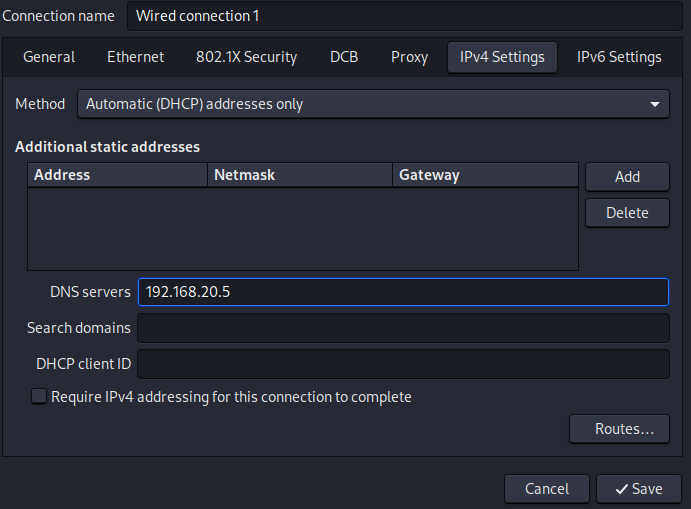 Connection name Wired connection 1
General Ethernet 802.1X Security DCB Proxy IPv4 Settings IPv6 Settings
Method Automatic (DHCP) addresses only
Additional static addresses
Address Netmask Gateway Add
Delete
DNS servers 192.168.20.5
Search domains
DHCP client ID
Require IPv4 addressing for this connection to complete
Routes…
Cancel Save